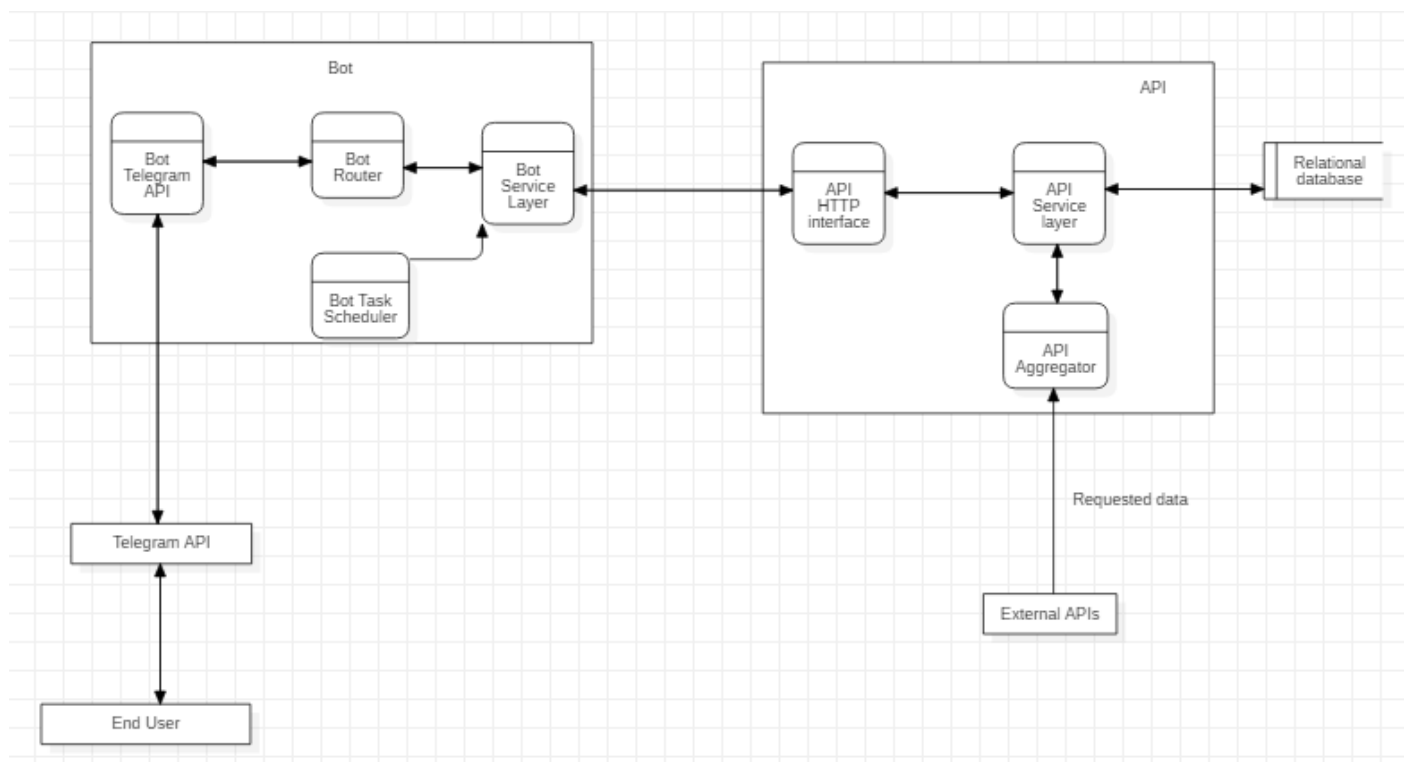 Bot
API
Bot
Telegram
API
Bot
Router
Bot
Service
Layer
Bot Task
Scheduler
API
HTTP
interface
API
Service
layer
Relational
database
API
Aggregator
Requested data
Telegram API
External APIs
End User